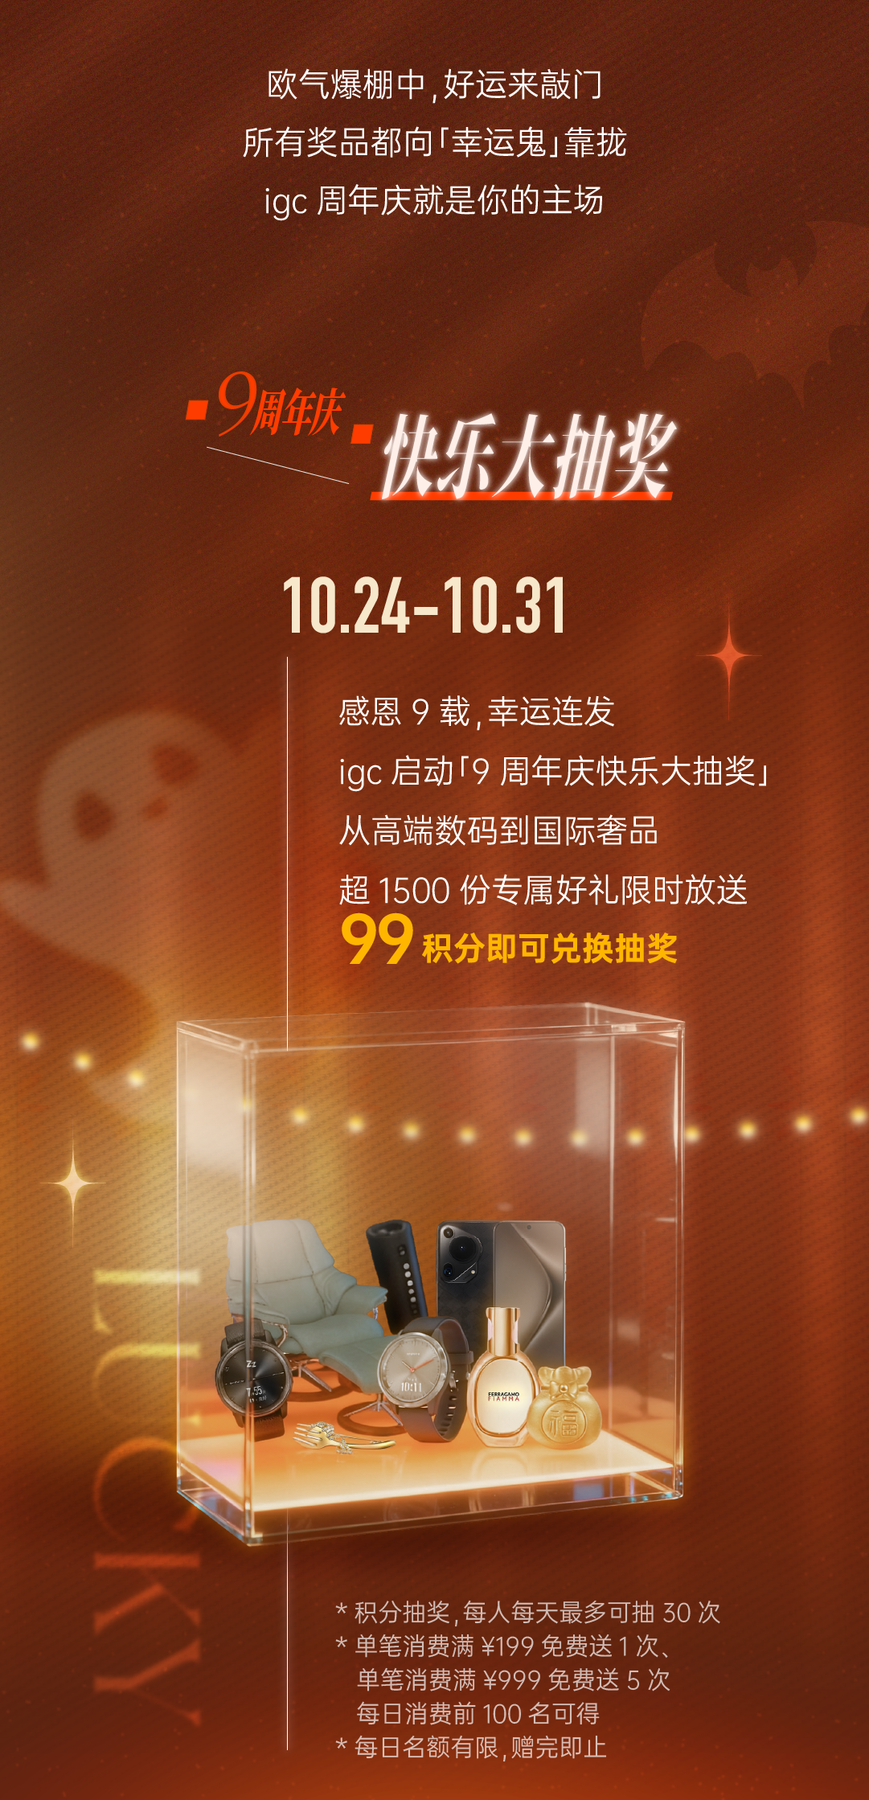 欧气爆棚中,好运来敲门
所有奖品都向「幸运鬼」靠拢
igc 周年庆就是你的主场
9周年庆
快乐大抽奖
10.24-10.31
感恩 9 载,幸运连发
igc 启动「9 周年庆快乐大抽奖」
从高端数码到国际奢品
超 1500 份专属好礼限时放送
99 积分即可兑换抽奖
LUCKY
Zz
7:55
10:11
FERRAGAMO
FIAMMA
福
* 积分抽奖,每人每天最多可抽 30 次
* 单笔消费满 ¥199 免费送 1 次、
单笔消费满 ¥999 免费送 5 次
每日消费前 100 名可得
* 每日名额有限,赠完即止